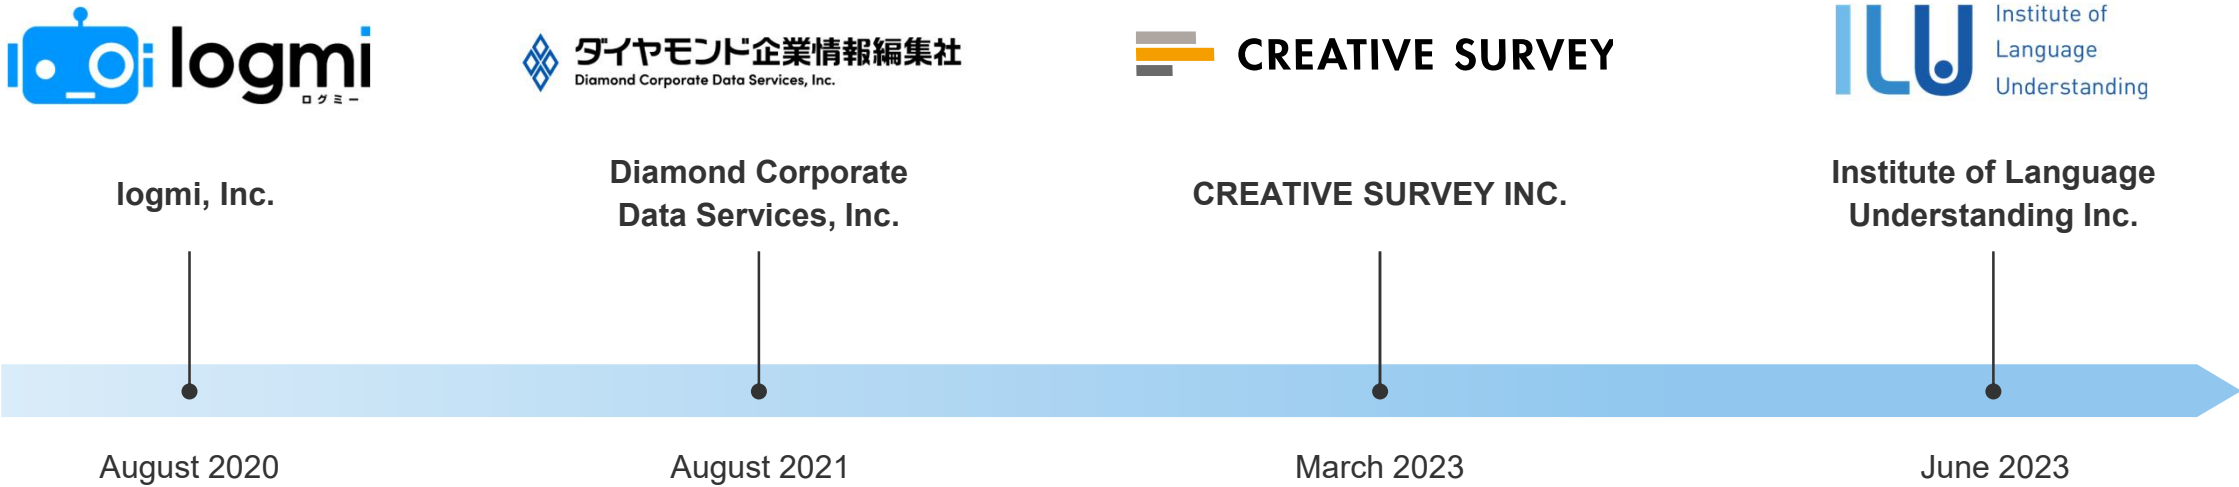 logmi
ログミー
ダイヤモンド企業情報編集社
Diamond Corporate Data Services, Inc.
CREATIVE SURVEY
ILU
Institute of
Language
Understanding
logmi, Inc.
Diamond Corporate
Data Services, Inc.
CREATIVE SURVEY INC.
Institute of Language
Understanding Inc.
August 2020
August 2021
March 2023
June 2023